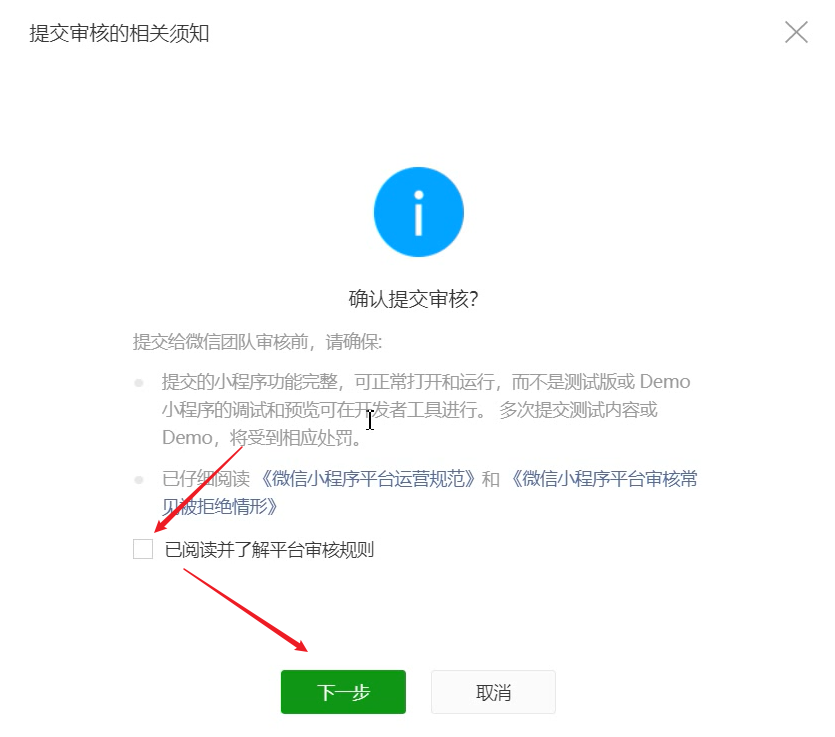 提交审核的相关须知
确认提交审核?
提交给微信团队审核前，请确保:
提交的小程序功能完整，可正常打开和运行，而不是测试版或 Demo
小程序的调试和预览可在开发者工具进行。 多次提交测试内容或
Demo，将受到相应处罚。
已仔细阅读 《微信小程序平台运营规范》和 《微信小程序平台审核常
见被拒绝情形》
已阅读并了解平台审核规则
下一步
取消